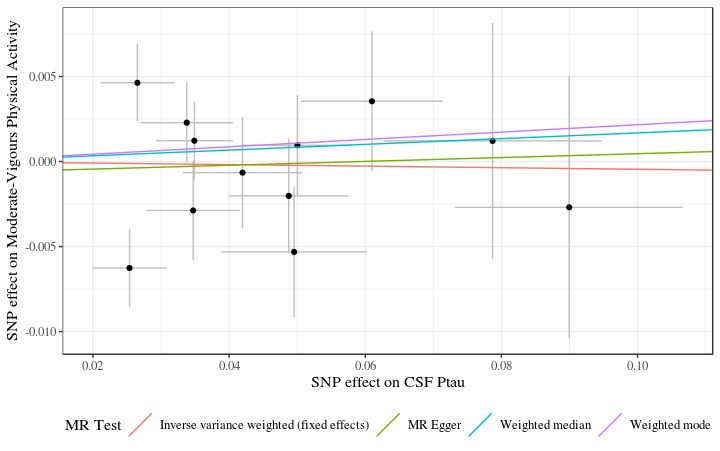 SNP effect on Moderate-Vigours Physical Activity
0.005
0.000
-0.005
-0.010
0.02 0.04 0.06 0.08 0.10
SNP effect on CSF Ptau
MR Test Inverse variance weighted (fixed effects) MR Egger Weighted median Weighted mode